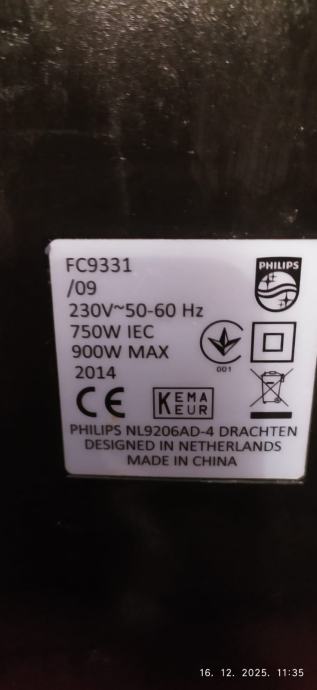 FC9331
/09
230V~50-60 Hz
750W IEC
900W MAX
2014
PHILIPS
001
CE
KEMA
EUR
PHILIPS NL9206AD-4 DRACHTEN
DESIGNED IN NETHERLANDS
MADE IN CHINA
16. 12. 2025. 11:35